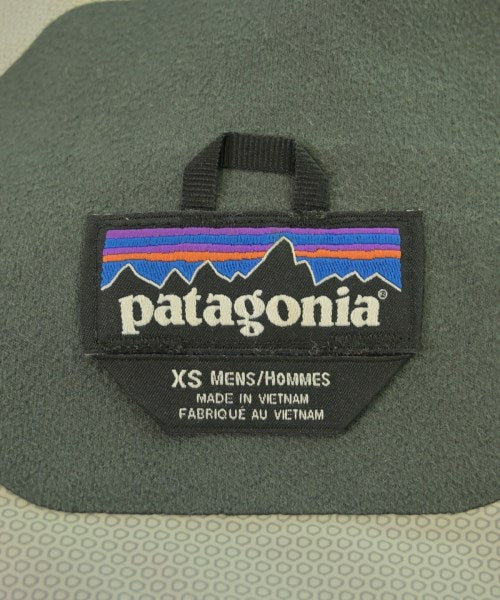 patagonia®
XS MENS/HOMMES
MADE IN VIETNAM
FABRIQUÉ AU VIETNAM